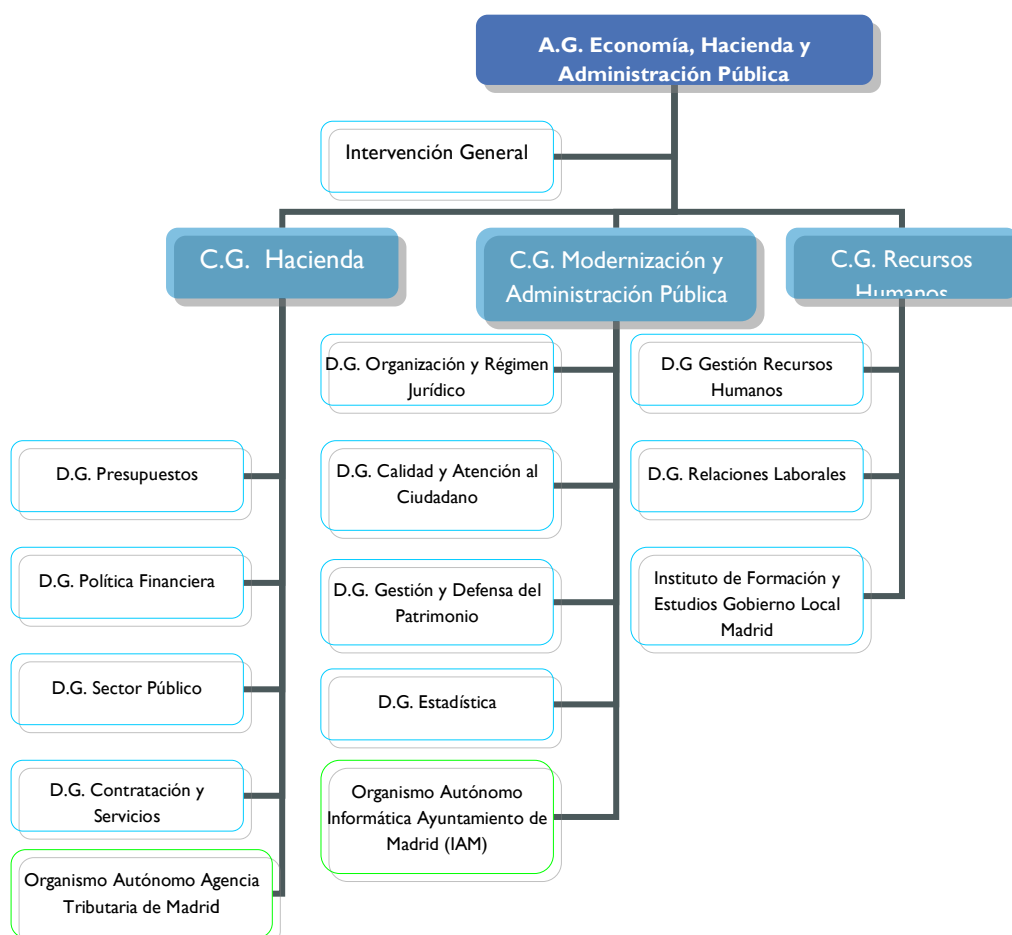 A.G. Economía, Hacienda y
Administración Pública
Intervención General
C.G. Hacienda
C.G. Modernización y
Administración Pública
C.G. Recursos
Humanos
D.G. Organización y Régimen
Jurídico
D.G Gestión Recursos
Humanos
D.G. Presupuestos
D.G. Calidad y Atención al
Ciudadano
D.G. Relaciones Laborales
D.G. Política Financiera
D.G. Gestión y Defensa del
Patrimonio
Instituto de Formación y
Estudios Gobierno Local
Madrid
D.G. Sector Público
D.G. Estadística
D.G. Contratación y
Servicios
Organismo Autónomo
Informática Ayuntamiento de
Madrid (IAM)
Organismo Autónomo Agencia
Tributaria de Madrid